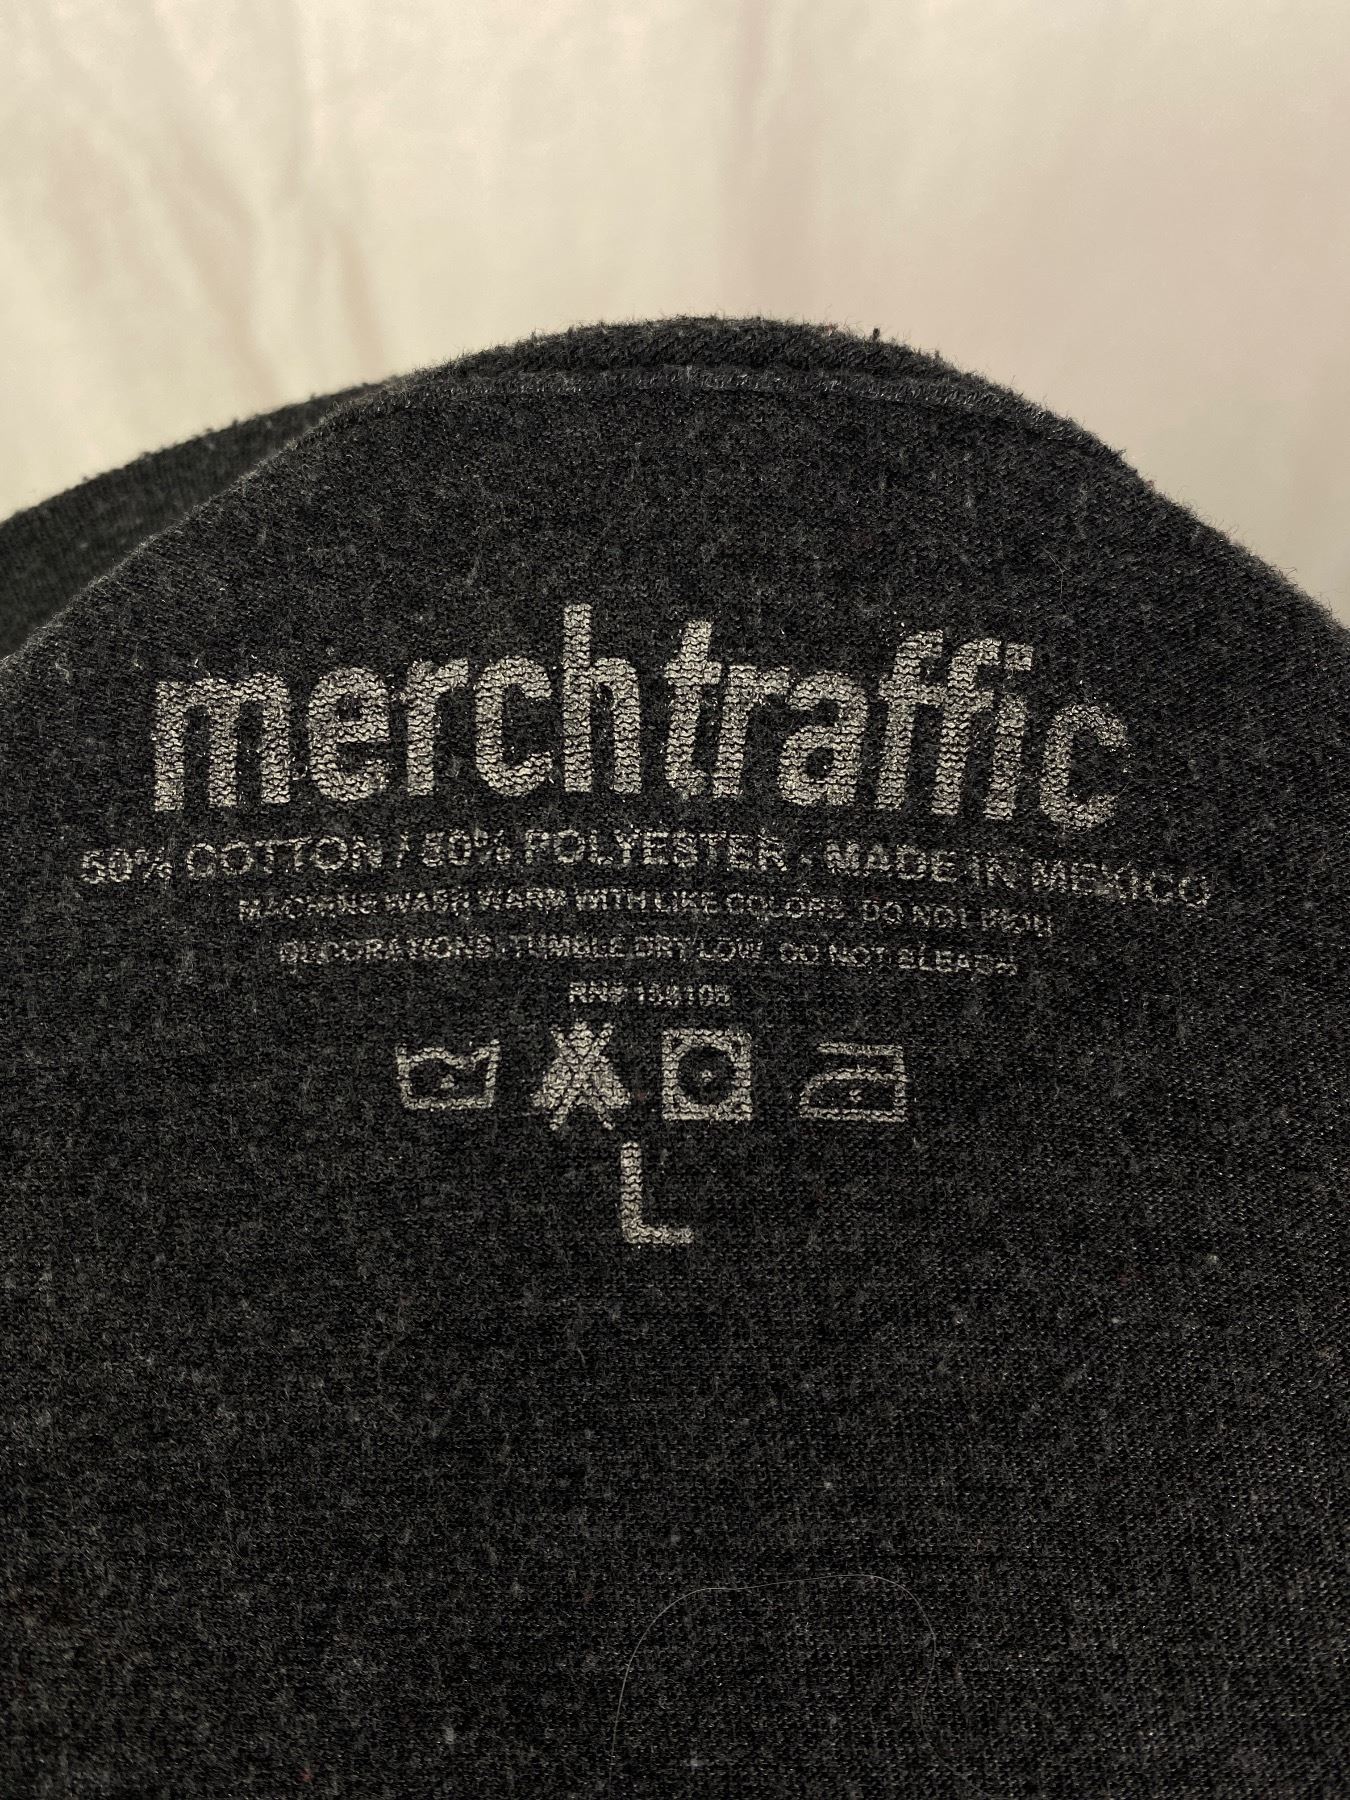 merchtraffic
50% COTTON / 50% POLYESTER · MADE IN MEXICO
MACHINE WASH WARM WITH LIKE COLORS. DO NOT IRON
DECORATIONS. TUMBLE DRY LOW. DO NOT BLEACH
RN#
L